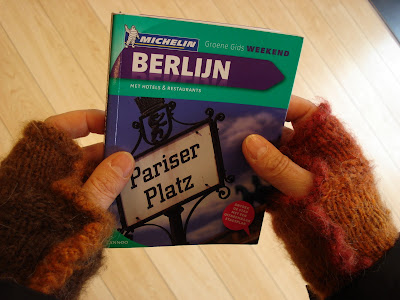 MICHELIN
Groene Gids WEEKEND
BERLIJN
MET HOTELS & RESTAURANTS
Pariser
Platz